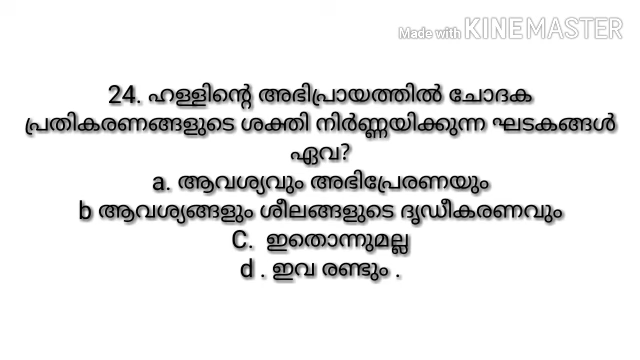 Made with KINEMASTER
24. ഹള്ളിന്റെ അഭിപ്രായത്തിൽ ചോദക
പ്രതികരണങ്ങളുടെ ശക്തി നിർണ്ണയിക്കുന്ന ഘടകങ്ങൾ
ഏവ?
a. ആവശ്യവും അഭിപ്രേരണയും
b ആവശ്യങ്ങളും ശീലങ്ങളുടെ ദൃഡീകരണവും
C. ഇതൊന്നുമല്ല
d . ഇവ രണ്ടും .